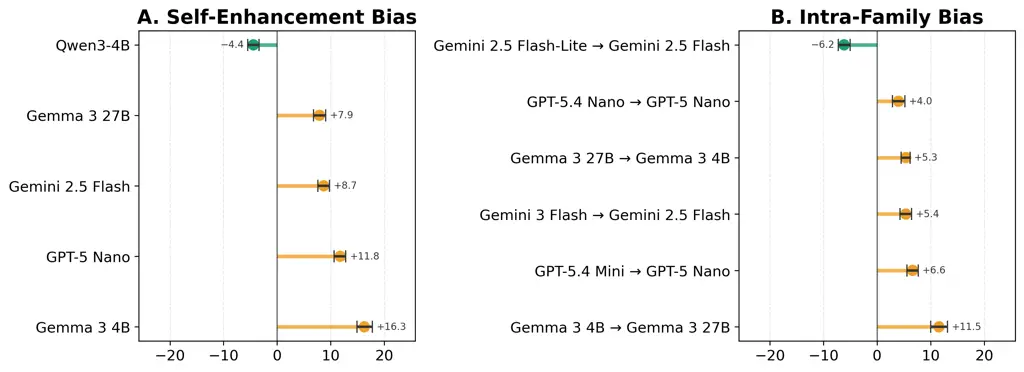 A. Self-Enhancement Bias
Qwen3-4B
−4.4
Gemma 3 27B
+7.9
Gemini 2.5 Flash
+8.7
GPT-5 Nano
+11.8
Gemma 3 4B
+16.3
−20 −10 0 10 20
B. Intra-Family Bias
Gemini 2.5 Flash-Lite → Gemini 2.5 Flash
−6.2
GPT-5.4 Nano → GPT-5 Nano
+4.0
Gemma 3 27B → Gemma 3 4B
+5.3
Gemini 3 Flash → Gemini 2.5 Flash
+5.4
GPT-5.4 Mini → GPT-5 Nano
+6.6
Gemma 3 4B → Gemma 3 27B
+11.5
−20 −10 0 10 20